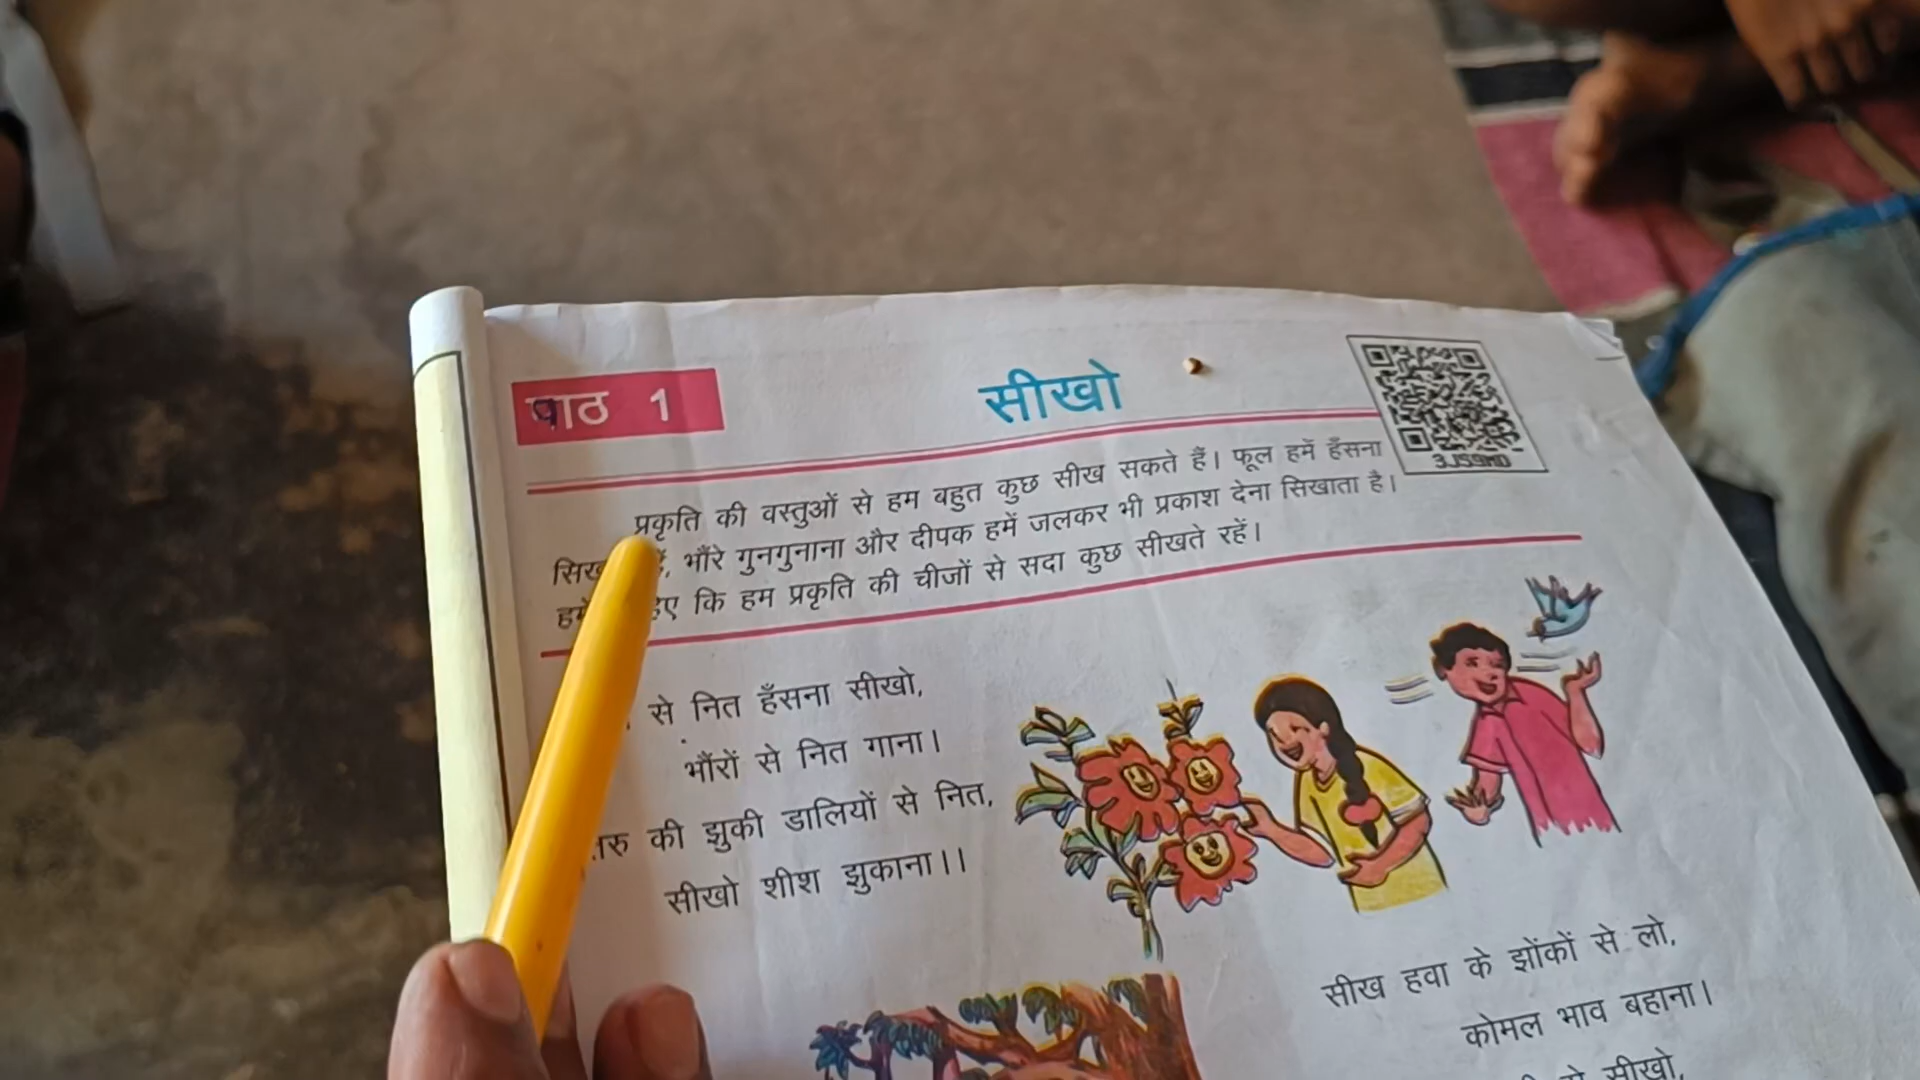 पाठ 1
सीखो
3J59MD
प्रकृति की वस्तुओं से हम बहुत कुछ सीख सकते हैं। फूल हमें हँसना
भौंरे गुनगुनाना और दीपक हमें जलकर भी प्रकाश देना सिखाता है।
कि हम प्रकृति की चीजों से सदा कुछ सीखते रहें।
से नित हँसना सीखो,
भौंरों से नित गाना।
की झुकी डालियों से नित,
सीखो शीश झुकाना।।
सीख हवा के झोंकों से लो,
कोमल भाव बहाना।
से सीखो,